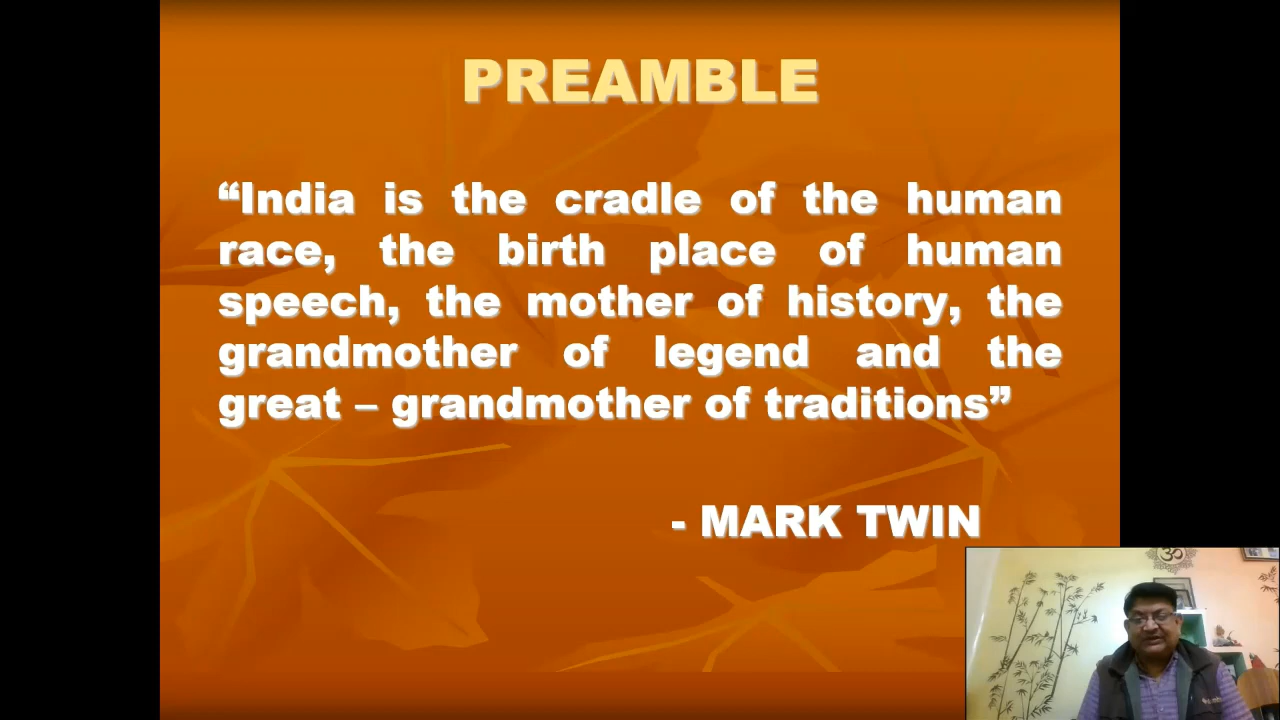 PREAMBLE
“India is the cradle of the human
race, the birth place of human
speech, the mother of history, the
grandmother of legend and the
great – grandmother of traditions”
- MARK TWIN
ॐ